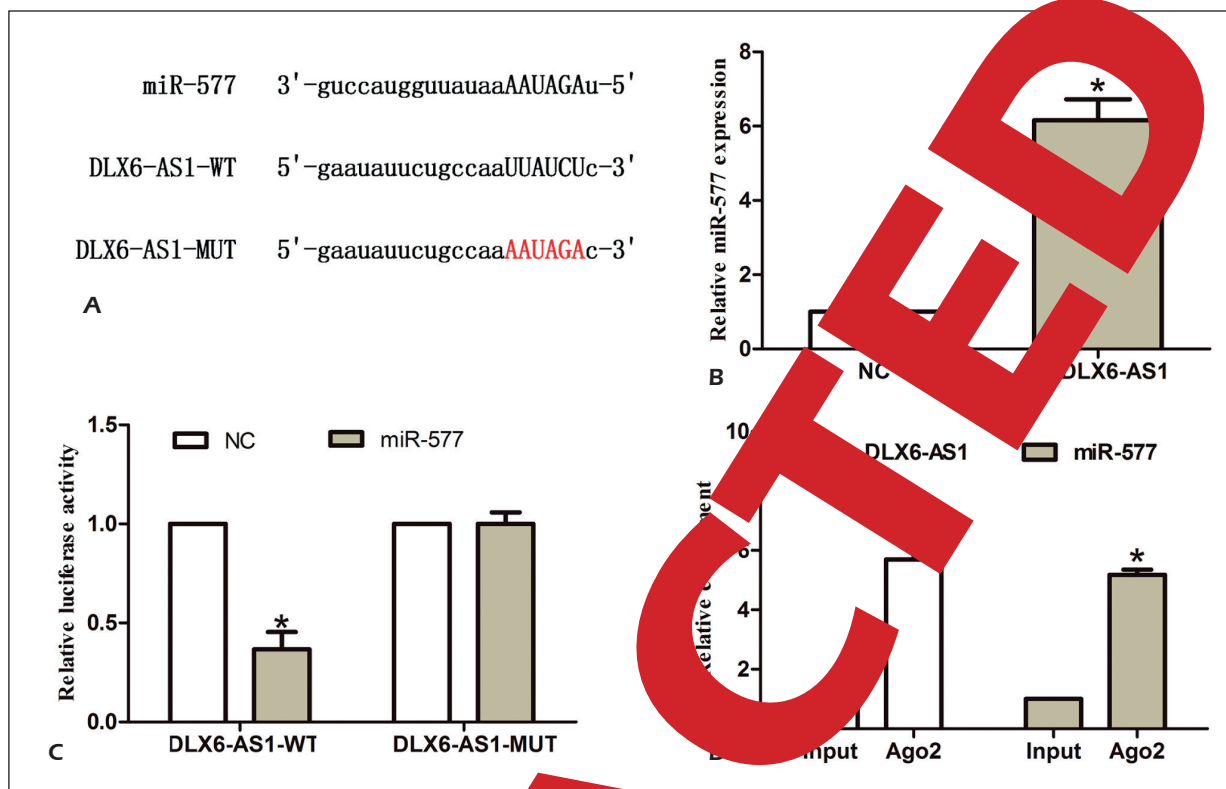 miR-577 3'-guccaugguuauaaAAUAGAu-5'
DLX6-AS1-WT 5'-gaauauucugccaaUUAUCUc-3'
DLX6-AS1-MUT 5'-gaauauucugccaaAAUAGAc-3'
A
Relative miR-577 expression
8
6
4
2
0
*
NC
DLX6-AS1
B
Relative luciferase activity
1.5
1.0
0.5
0.0
NC
miR-577
*
DLX6-AS1-WT
DLX6-AS1-MUT
C
Relative
10
6
4
2
DLX6-AS1
miR-577
*
Input
Ago2
Input
Ago2
CTED